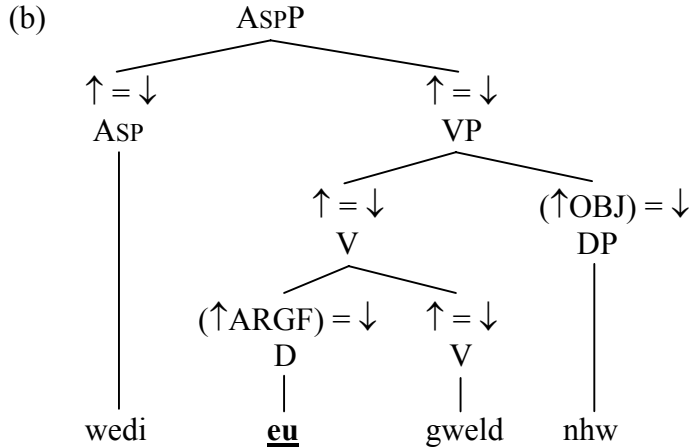 (b) ASPP
↑ = ↓ ↑ = ↓
ASP VP
↑ = ↓ (↑OBJ) = ↓
V DP
(↑ARGF) = ↓ ↑ = ↓
D V
wedi eu gweld nhw